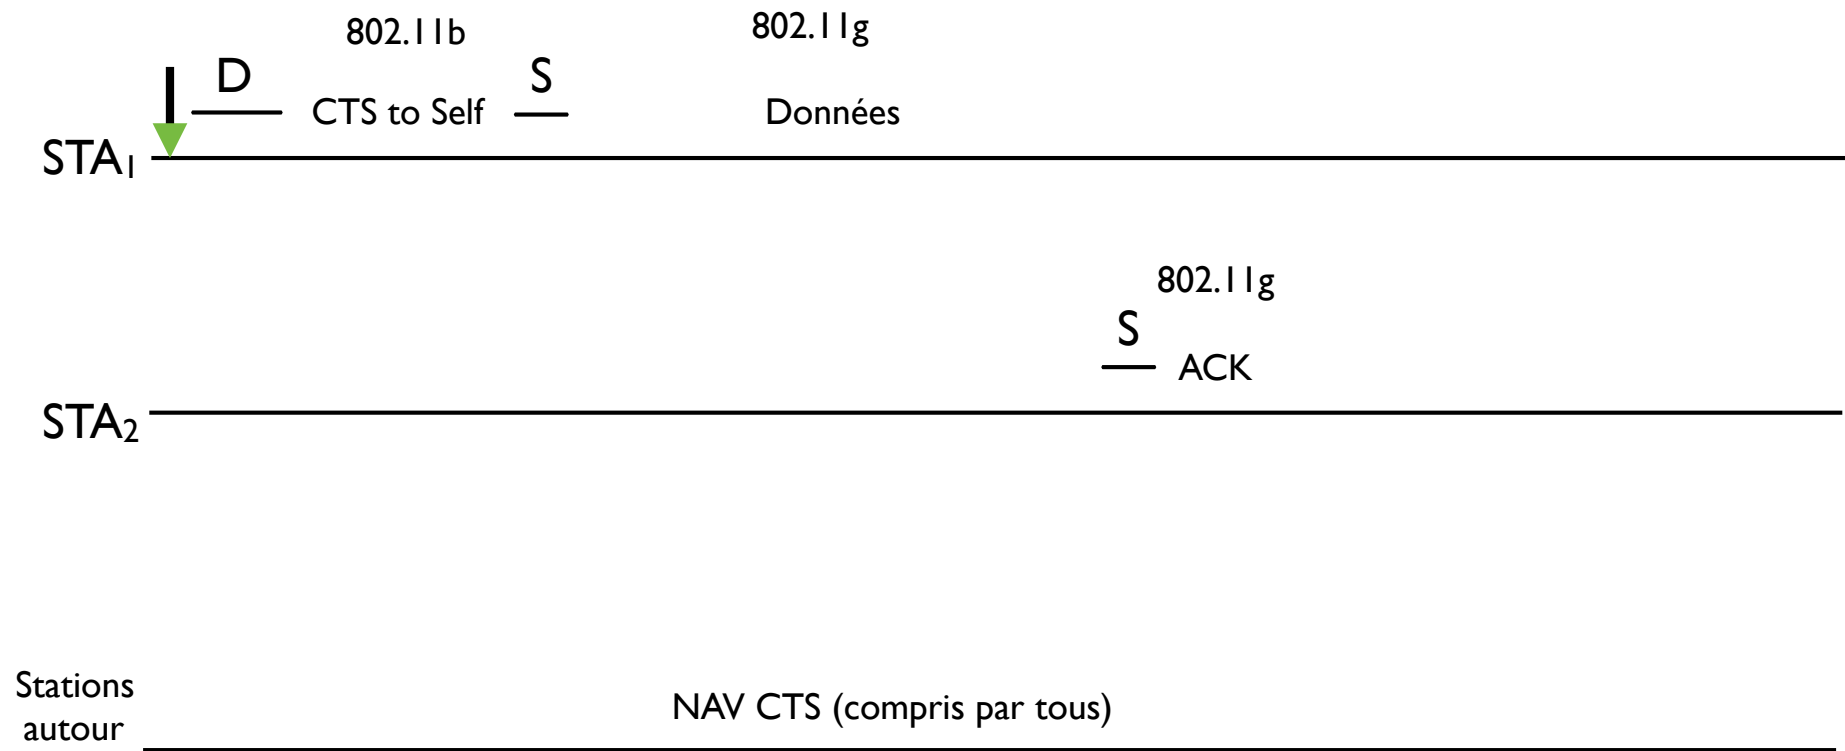 802.11b
802.11g
D
S
CTS to Self
Données
STA1
802.11g
S
ACK
STA2
Stations
autour
NAV CTS (compris par tous)